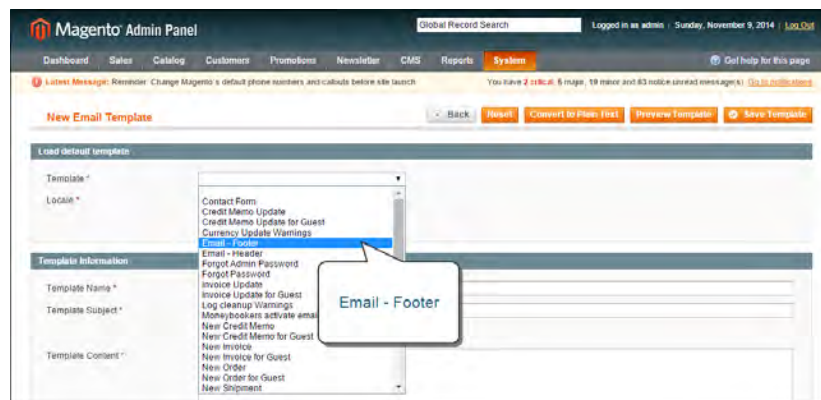 Magento Admin Panel
Global Record Search
Logged in as admin | Sunday, November 9, 2014 | Log Out
Dashboard Sales Catalog Customers Promotions Newsletter CMS Reports System Get help for this page
Latest Message: Reminder: Change Magento's default phone numbers and callouts before site launch
You have 2 critical, 6 major, 19 minor and 63 notice unread message(s). Go to notifications
New Email Template
Back Reset Convert to Plain Text Preview Template Save Template
Load default template
Template *
Locale *
Contact Form
Credit Memo Update
Credit Memo Update for Guest
Currency Update Warnings
Email - Footer
Email - Header
Forgot Admin Password
Forgot Password
Invoice Update
Invoice Update for Guest
Log cleanup Warnings
Moneybookers activate email
New Credit Memo
New Credit Memo for Guest
New Invoice
New Invoice for Guest
New Order
New Order for Guest
New Shipment
Email - Footer
Template Information
Template Name *
Template Subject *
Template Content *